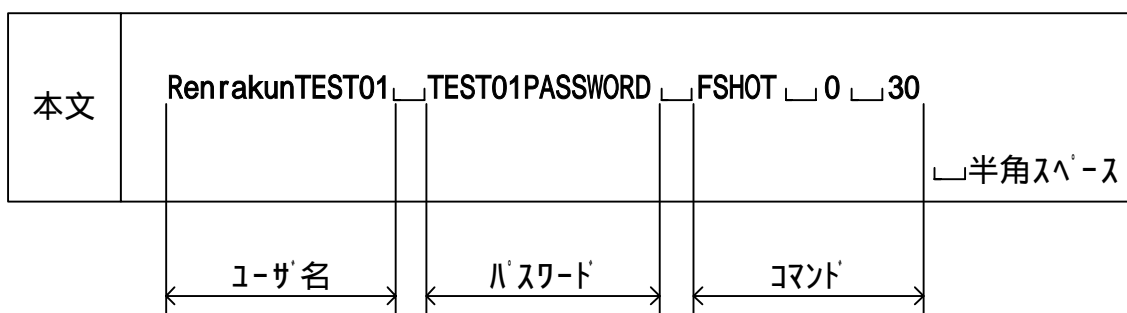 本文
RenrakunTEST01␣TEST01PASSWORD␣FSHOT␣0␣30
␣半角ｽﾍﾟｰｽ
ﾕｰｻﾞ名 ﾊﾟｽﾜｰﾄﾞ ｺﾏﾝﾄﾞ